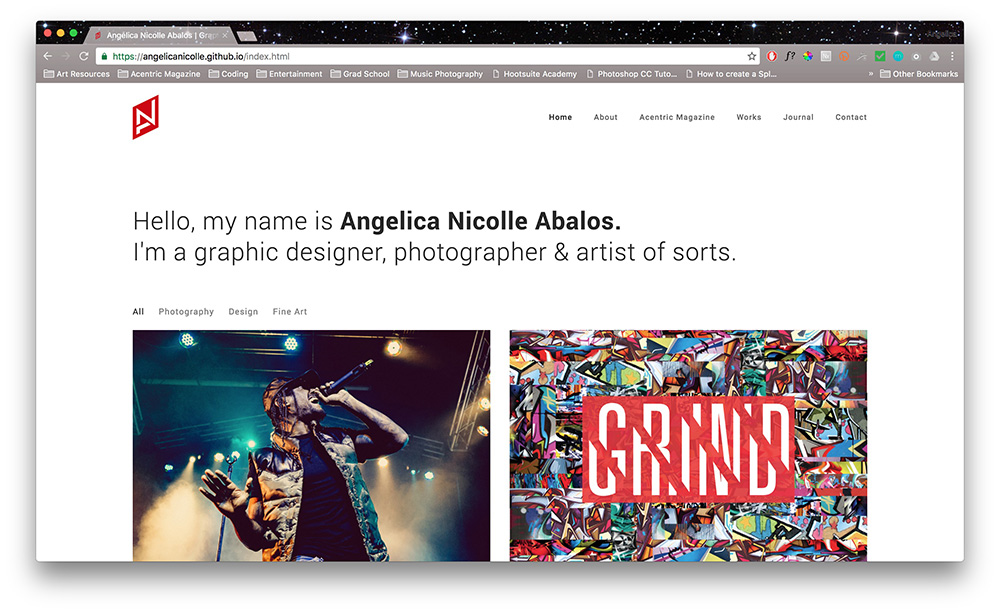 Angelica Nicolle Abalos | Grap
Angelica
https://angelicanicolle.github.io/index.html
f?
Art Resources Acentric Magazine Coding Entertainment Grad School Music Photography Hootsuite Academy Photoshop CC Tuto... How to create a Spl... » Other Bookmarks
Home About Acentric Magazine Works Journal Contact
Hello, my name is Angelica Nicolle Abalos.
I'm a graphic designer, photographer & artist of sorts.
All Photography Design Fine Art
GRIND